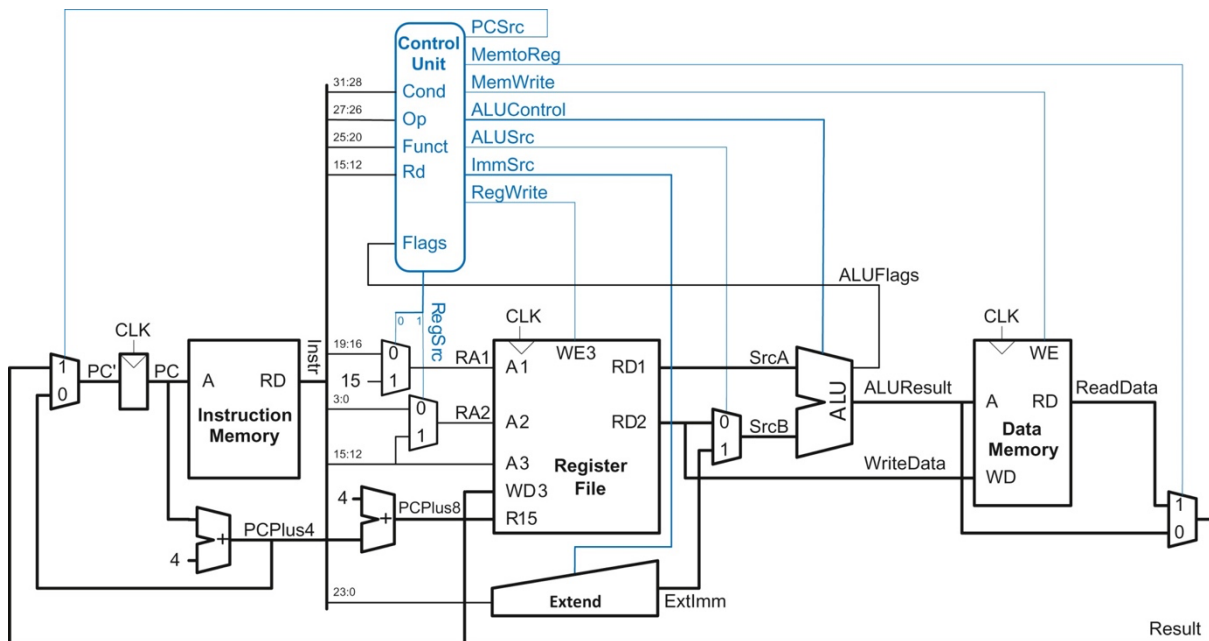 PCSrc
Control
Unit
MemtoReg
MemWrite
31:28
Cond
ALUControl
27:26
Op
ALUSrc
25:20
Funct
ImmSrc
15:12
Rd
RegWrite
Flags
ALUFlags
RegSrc
0 1
CLK
CLK
CLK
Instr
19:16
0
RA1
A1
WE3
RD1
SrcA
WE
1
PC'
PC
A
RD
15
1
ALU
ALUResult
A
RD
ReadData
0
Instruction
Memory
3:0
0
RA2
A2
RD2
0
SrcB
1
1
Data
Memory
15:12
A3
Register
File
WriteData
WD
WD3
4
+
PCPlus8
R15
1
0
4
+
PCPlus4
23:0
Extend
ExtImm
Result